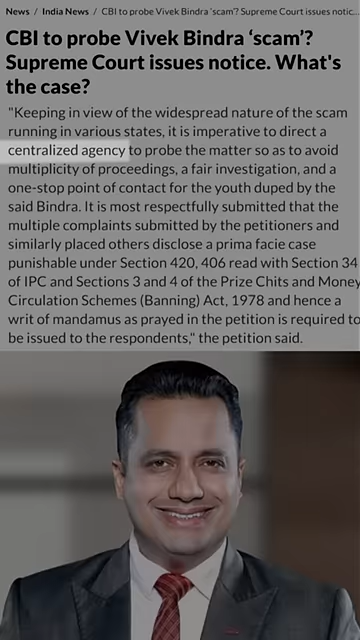 News / India News / CBI to probe Vivek Bindra 'scam'? Supreme Court issues notic...
CBI to probe Vivek Bindra ‘scam’?
Supreme Court issues notice. What's
the case?
"Keeping in view of the widespread nature of the scam
running in various states, it is imperative to direct a
centralized agency to probe the matter so as to avoid
multiplicity of proceedings, a fair investigation, and a
one-stop point of contact for the youth duped by the
said Bindra. It is most respectfully submitted that the
multiple complaints submitted by the petitioners and
similarly placed others disclose a prima facie case
punishable under Section 420, 406 read with Section 34
of IPC and Sections 3 and 4 of the Prize Chits and Money
Circulation Schemes (Banning) Act, 1978 and hence a
writ of mandamus as prayed in the petition is required to
be issued to the respondents," the petition said.